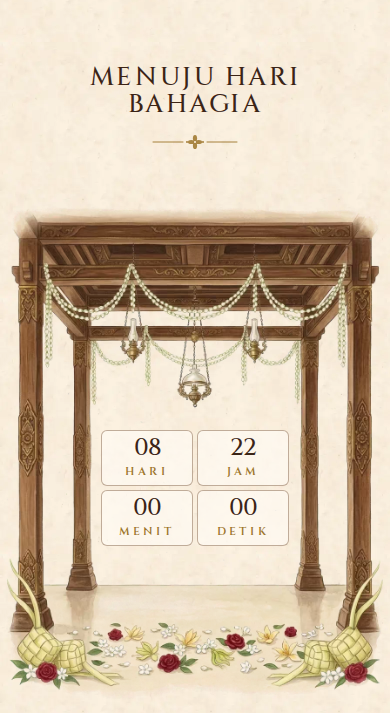 MENUJU HARI
BAHAGIA
08
HARI
22
JAM
00
MENIT
00
DETIK